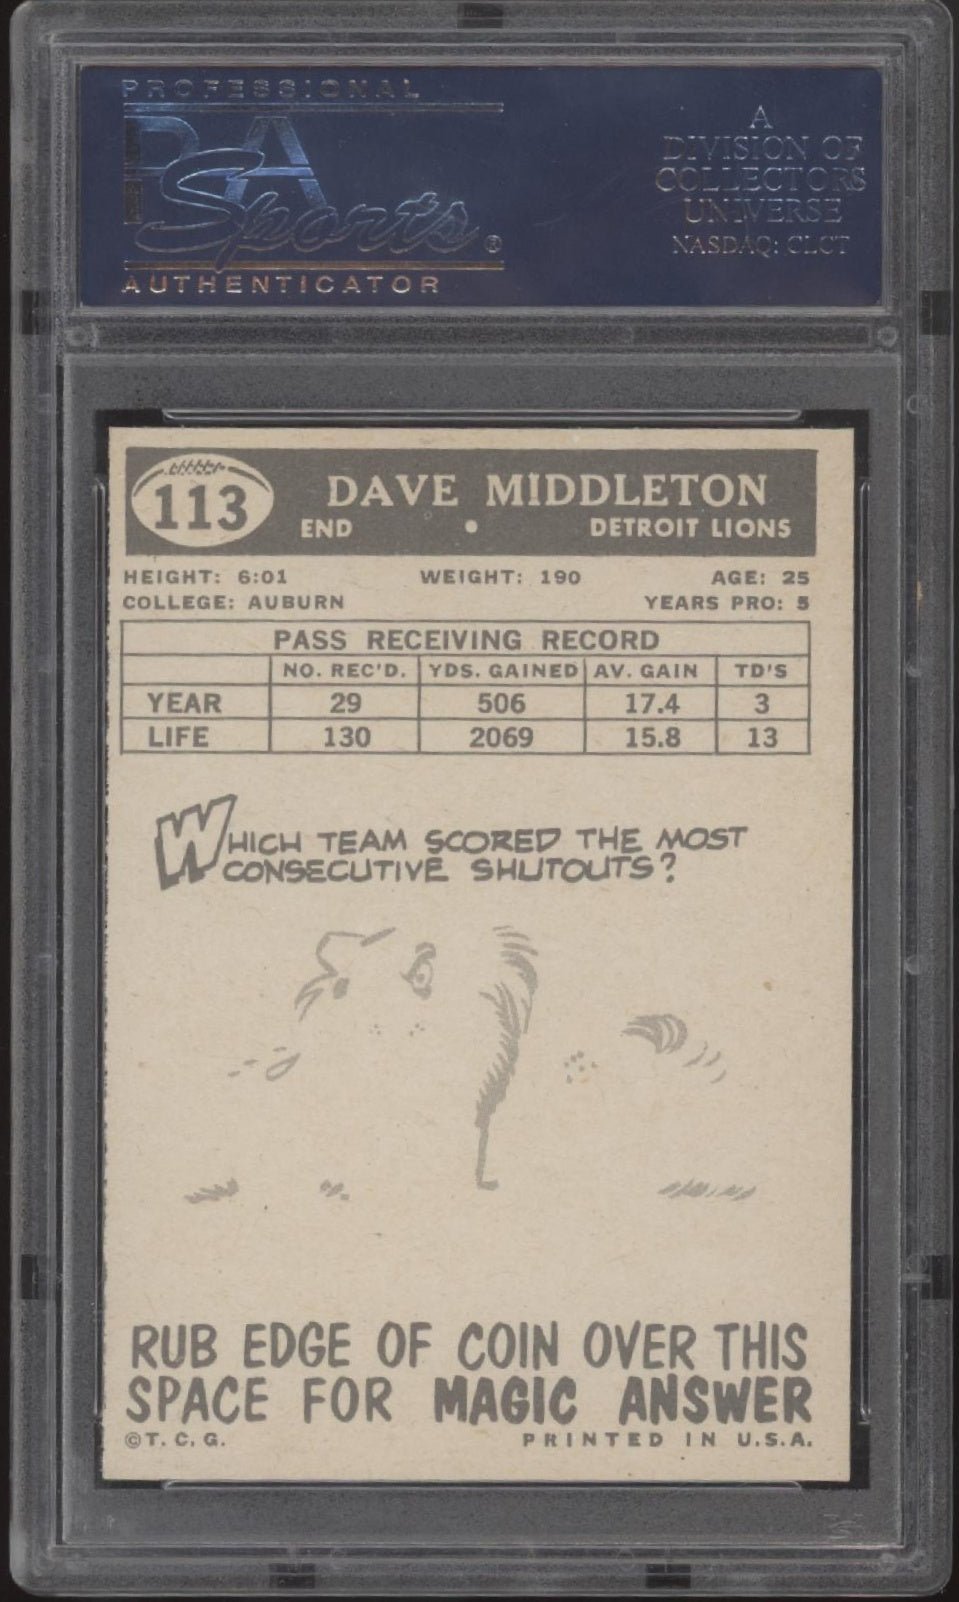 PROFESSIONAL
PSA
Sports®
AUTHENTICATOR
A
DIVISION OF
COLLECTORS
UNIVERSE
NASDAQ: CLCT
113
DAVE MIDDLETON
END • DETROIT LIONS
HEIGHT: 6:01 WEIGHT: 190 AGE: 25
COLLEGE: AUBURN YEARS PRO: 5
PASS RECEIVING RECORD
NO. REC'D. YDS. GAINED AV. GAIN TD'S
YEAR 29 506 17.4 3
LIFE 130 2069 15.8 13
WHICH TEAM SCORED THE MOST
CONSECUTIVE SHUTOUTS?
RUB EDGE OF COIN OVER THIS
SPACE FOR MAGIC ANSWER
©T. C. G. PRINTED IN U.S.A.